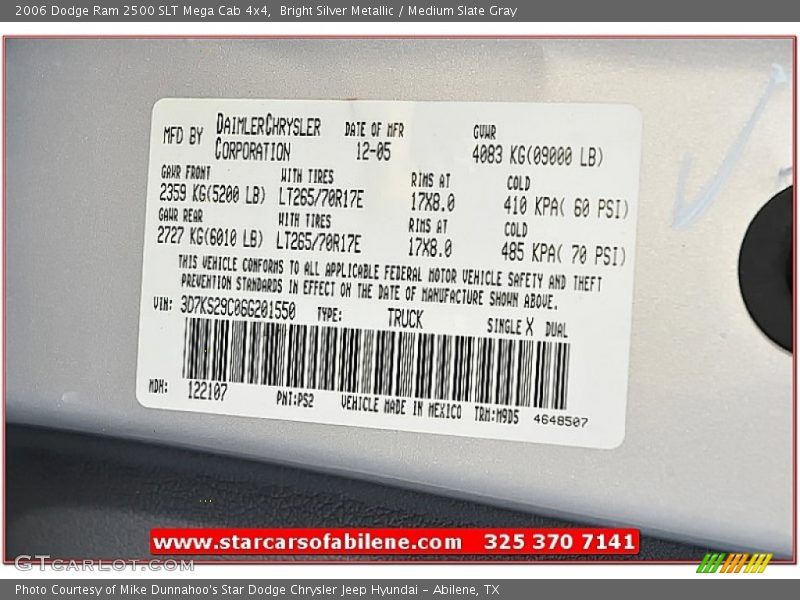 2006 Dodge Ram 2500 SLT Mega Cab 4x4, Bright Silver Metallic / Medium Slate Gray
MFD BY DAIMLERCHRYSLER CORPORATION
DATE OF MFR 12-05
GVWR 4083 KG(09000 LB)
GAWR FRONT WITH TIRES RIMS AT COLD
2359 KG(5200 LB) LT265/70R17E 17X8.0 410 KPA( 60 PSI)
GAWR REAR WITH TIRES RIMS AT COLD
2727 KG(6010 LB) LT265/70R17E 17X8.0 485 KPA( 70 PSI)
THIS VEHICLE CONFORMS TO ALL APPLICABLE FEDERAL MOTOR VEHICLE SAFETY AND THEFT
PREVENTION STANDARDS IN EFFECT ON THE DATE OF MANUFACTURE SHOWN ABOVE.
VIN: 3D7KS29C06G201550 TYPE: TRUCK SINGLE X DUAL
MDH: 122107 PNT:PS2 VEHICLE MADE IN MEXICO TRM:M9D5 4648507
www.starcarsofabilene.com 325 370 7141
GTCARLOT.COM
Photo Courtesy of Mike Dunnahoo's Star Dodge Chrysler Jeep Hyundai - Abilene, TX